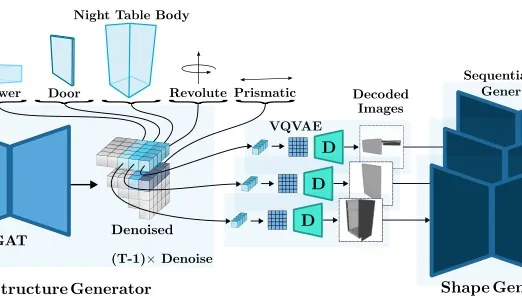 Night Table Body
wer
Door
Revolute
Prismatic
Sequentia
Gener
Decoded
Images
VQVAE
D
D
D
GAT
Denoised
(T-1)× Denoise
tructure Generator
Shape Gen